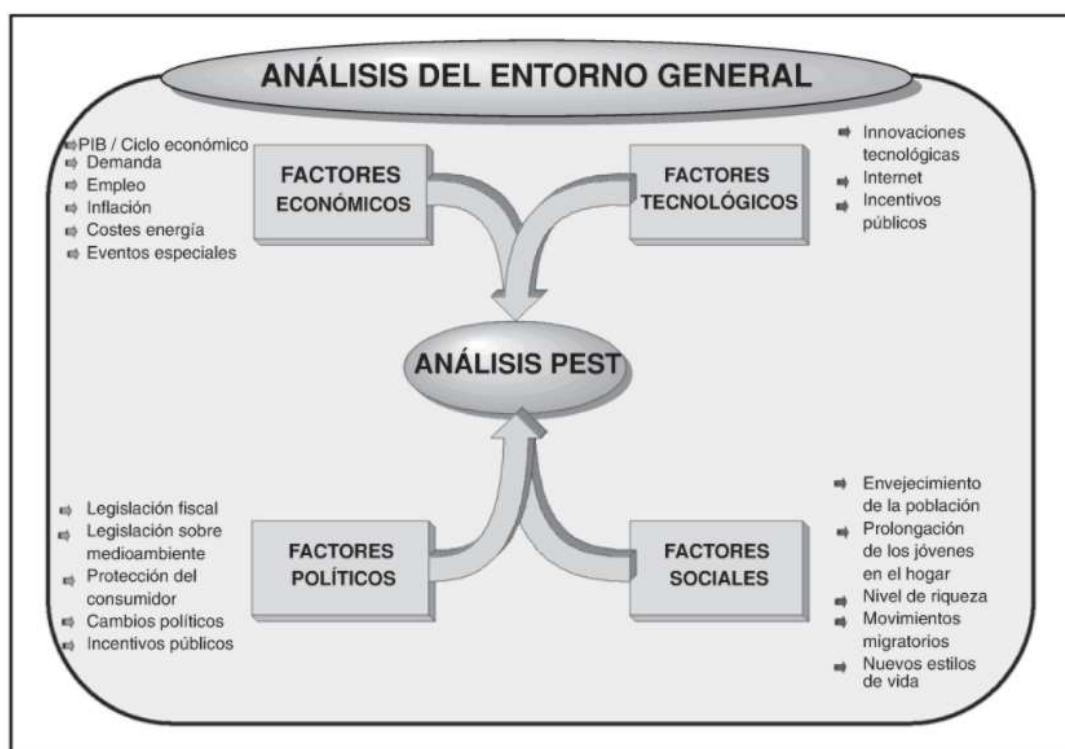 ANÁLISIS DEL ENTORNO GENERAL
PIB / Ciclo económico
Demanda
Empleo
Inflación
Costes energía
Eventos especiales
FACTORES
ECONÓMICOS
FACTORES
TECNOLÓGICOS
Innovaciones
tecnológicas
Internet
Incentivos
públicos
ANÁLISIS PEST
Legislación fiscal
Legislación sobre
medioambiente
Protección del
consumidor
Cambios políticos
Incentivos públicos
FACTORES
POLÍTICOS
FACTORES
SOCIALES
Envejecimiento
de la población
Prolongación
de los jóvenes
en el hogar
Nivel de riqueza
Movimientos
migratorios
Nuevos estilos
de vida